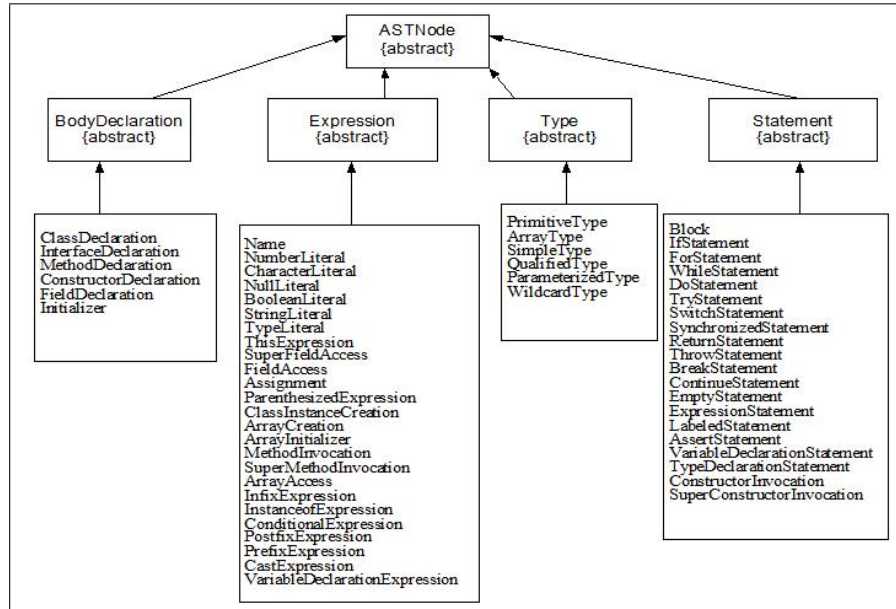 ASTNode
{abstract}
BodyDeclaration
{abstract}
Expression
{abstract}
Type
{abstract}
Statement
{abstract}
ClassDeclaration
InterfaceDeclaration
MethodDeclaration
ConstructorDeclaration
FieldDeclaration
Initializer
Name
NumberLiteral
CharacterLiteral
NullLiteral
BooleanLiteral
StringLiteral
TypeLiteral
ThisExpression
SuperFieldAccess
FieldAccess
Assignment
ParenthesizedExpression
ClassInstanceCreation
ArrayCreation
ArrayInitializer
MethodInvocation
SuperMethodInvocation
ArrayAccess
InfixExpression
InstanceofExpression
ConditionalExpression
PostfixExpression
PrefixExpression
CastExpression
VariableDeclarationExpression
PrimitiveType
ArrayType
SimpleType
QualifiedType
ParameterizedType
WildcardType
Block
IfStatement
ForStatement
WhileStatement
DoStatement
TryStatement
SwitchStatement
SynchronizedStatement
ReturnStatement
ThrowStatement
BreakStatement
ContinueStatement
EmptyStatement
ExpressionStatement
LabeledStatement
AssertStatement
VariableDeclarationStatement
TypeDeclarationStatement
ConstructorInvocation
SuperConstructorInvocation